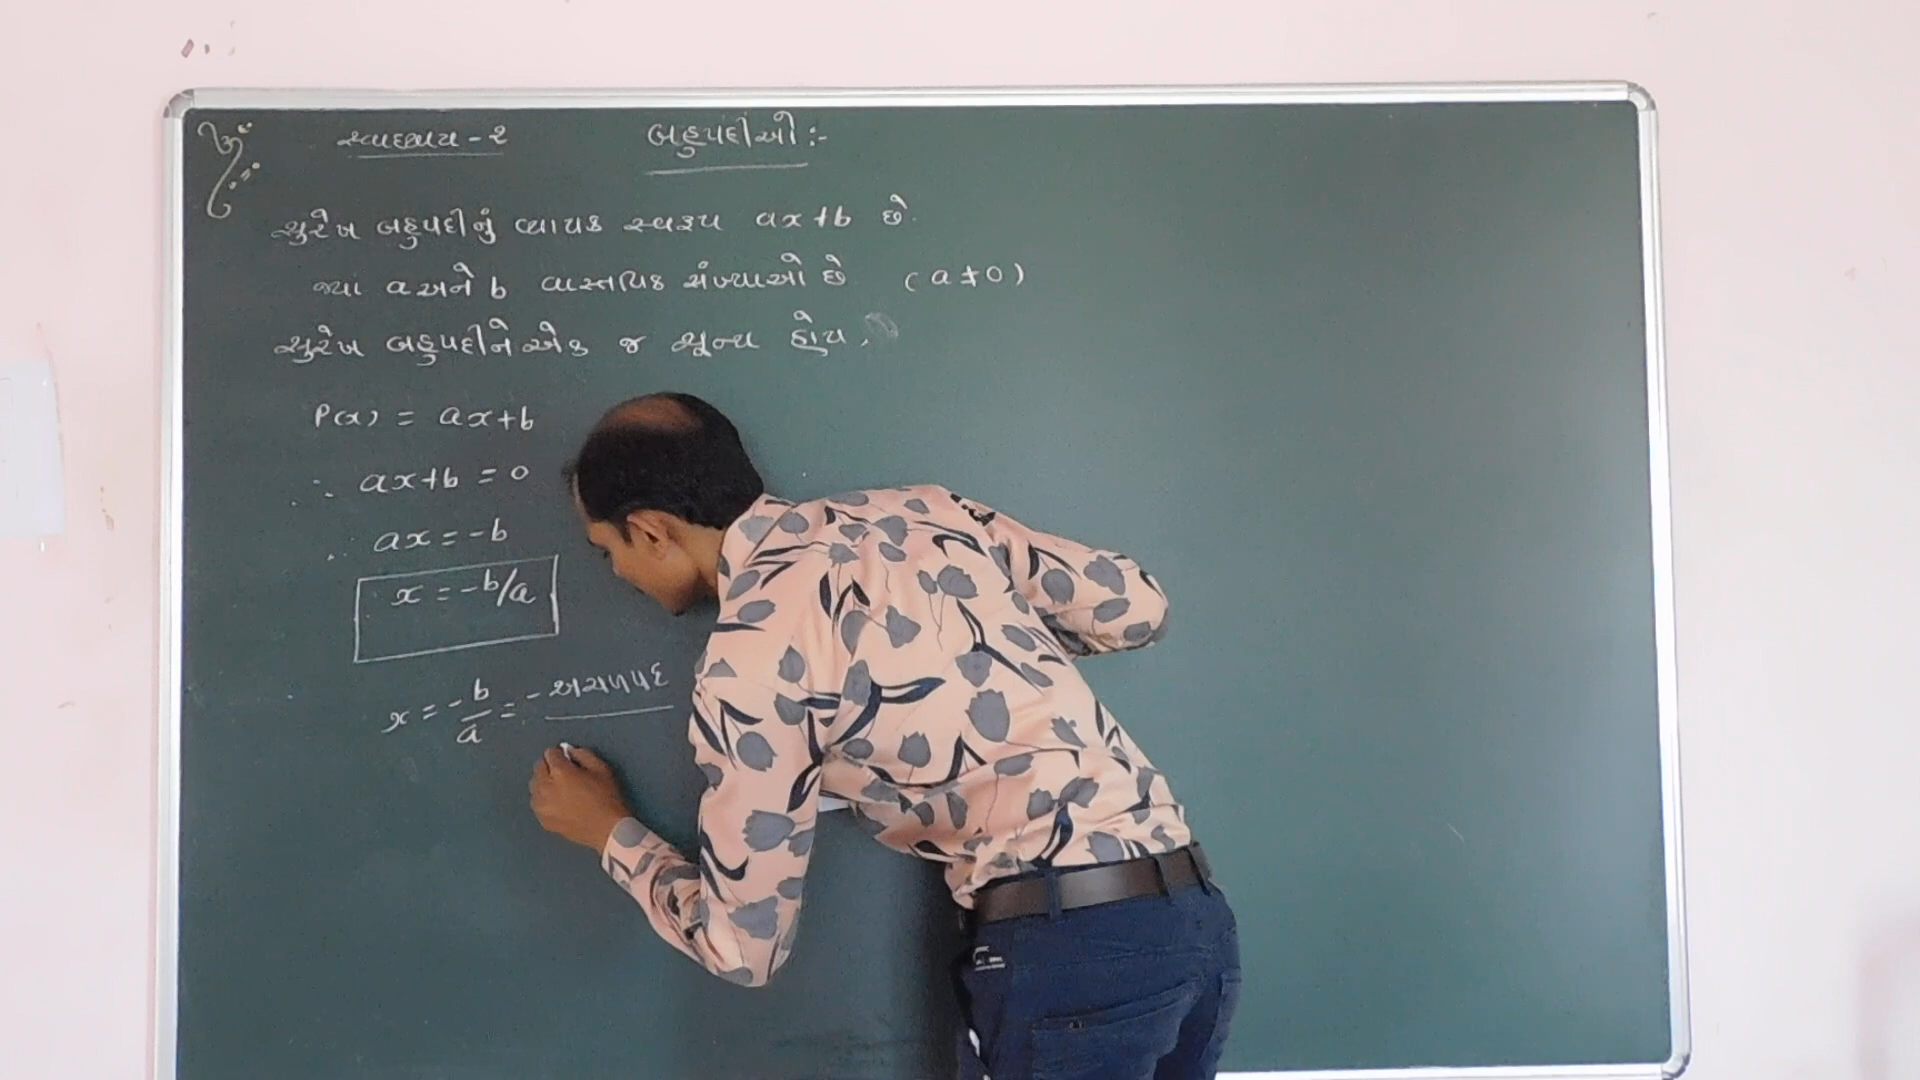 સ્વાધ્યાય - ૨ બહુપદીઓ :-
સુરેખ બહુપદીનું વ્યાપક સ્વરૂપ ax+b છે.
જ્યા a અને b વાસ્તવિક સંખ્યાઓ છે (a≠0)
સુરેખ બહુપદીને એક જ શૂન્ય હોય.
P(x) = ax+b
∴ ax+b = 0
∴ ax = -b
x = -b/a
x = -b/a = - અચળપદ